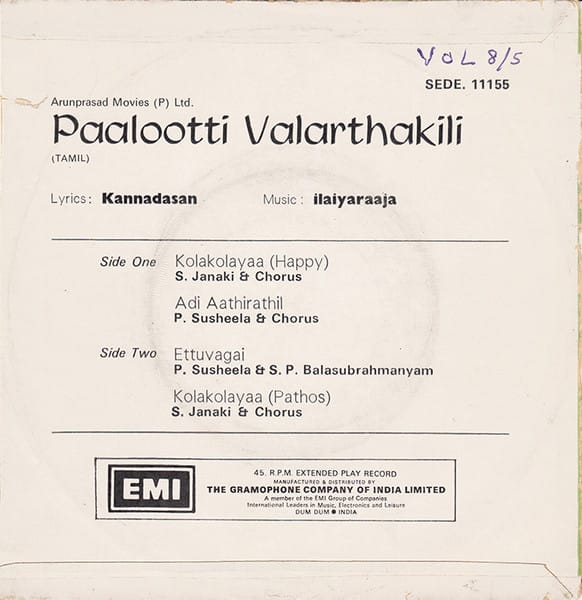 VOL 8/5
SEDE. 11155
Arunprasad Movies (P) Ltd.
Paalootti Valarthakili
(TAMIL)
Lyrics: Kannadasan Music: ilaiyaraaja
Side One Kolakolayaa (Happy)
S. Janaki & Chorus
Adi Aathirathil
P. Susheela & Chorus
Side Two Ettuvagai
P. Susheela & S. P. Balasubrahmanyam
Kolakolayaa (Pathos)
S. Janaki & Chorus
EMI
45. R.P.M. EXTENDED PLAY RECORD
MANUFACTURED & DISTRIBUTED BY
THE GRAMOPHONE COMPANY OF INDIA LIMITED
A member of the EMI Group of Companies
International Leaders in Music, Electronics and Leisure
DUM DUM ● INDIA